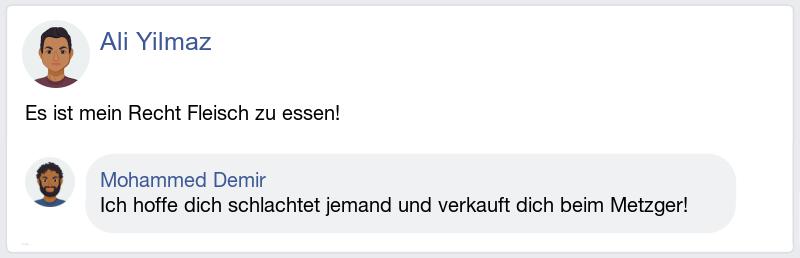 Ali Yilmaz
Es ist mein Recht Fleisch zu essen!
Mohammed Demir
Ich hoffe dich schlachtet jemand und verkauft dich beim Metzger!